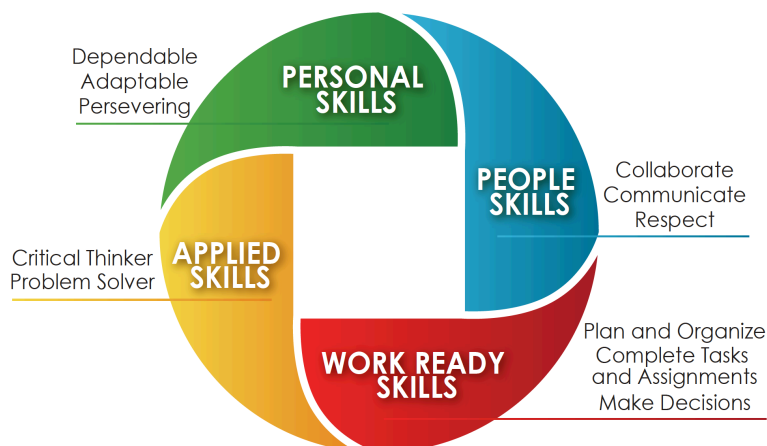 Dependable
Adaptable
Persevering
PERSONAL
SKILLS
PEOPLE
SKILLS
Collaborate
Communicate
Respect
Critical Thinker
Problem Solver
APPLIED
SKILLS
WORK READY
SKILLS
Plan and Organize
Complete Tasks
and Assignments
Make Decisions